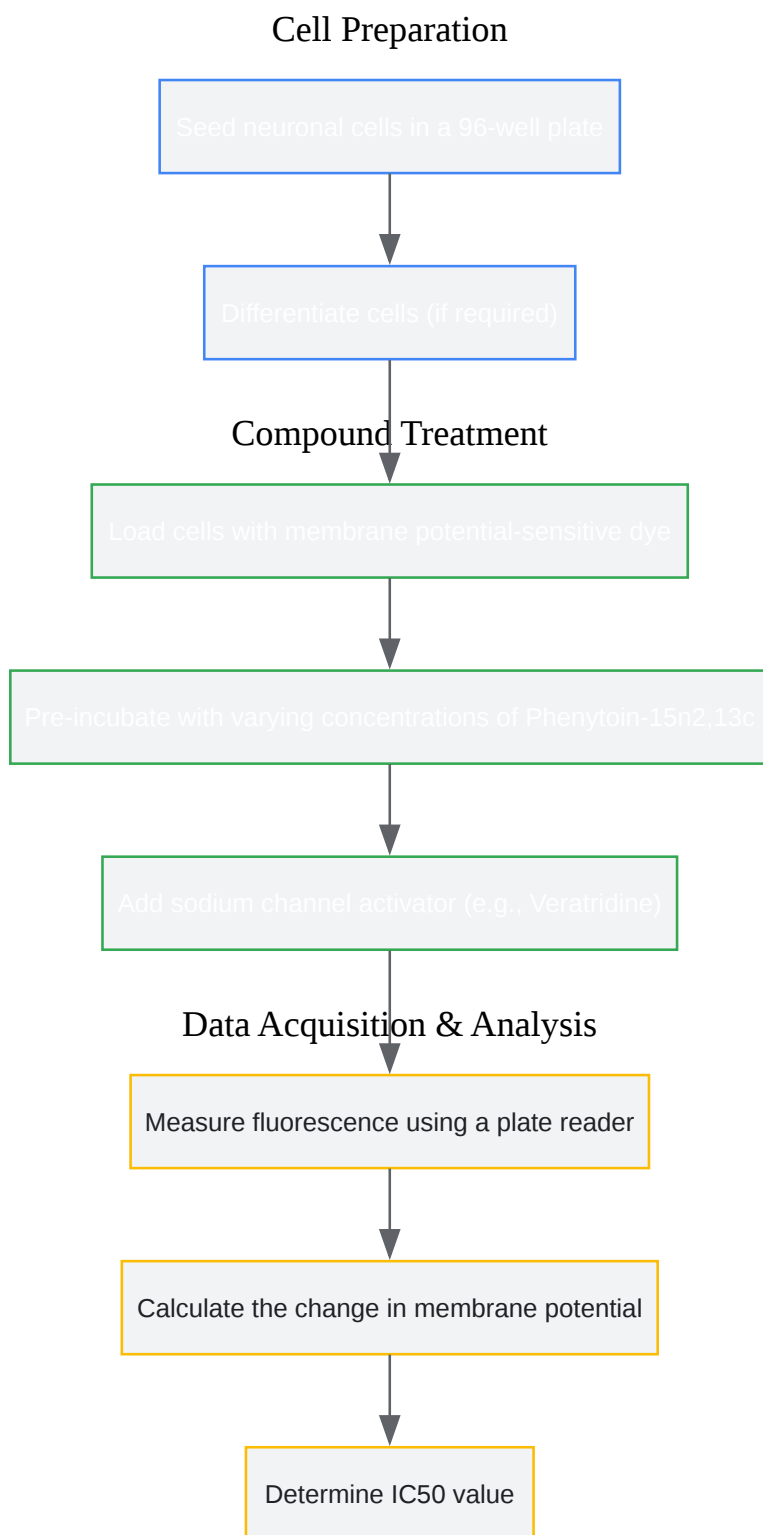 Cell Preparation
Seed neuronal cells in a 96-well plate
Differentiate cells (if required)
Compound Treatment
Load cells with membrane potential-sensitive dye
Pre-incubate with varying concentrations of Phenytoin-15n2,13c
Add sodium channel activator (e.g., Veratridine)
Data Acquisition & Analysis
Measure fluorescence using a plate reader
Calculate the change in membrane potential
Determine IC50 value